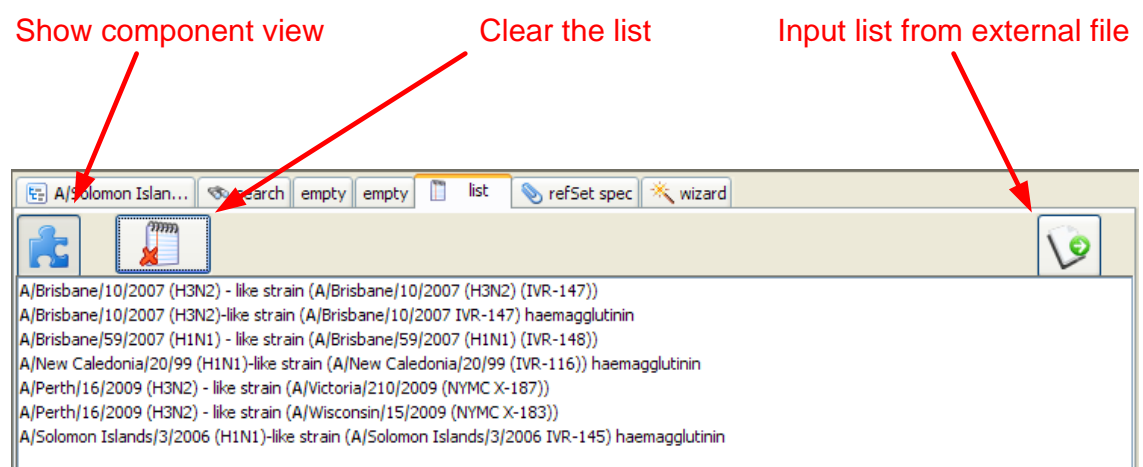 Show component view Clear the list Input list from external file
A/Solomon Islan... search empty empty list refSet spec wizard
A/Brisbane/10/2007 (H3N2) - like strain (A/Brisbane/10/2007 (H3N2) (IVR-147))
A/Brisbane/10/2007 (H3N2)-like strain (A/Brisbane/10/2007 IVR-147) haemagglutinin
A/Brisbane/59/2007 (H1N1) - like strain (A/Brisbane/59/2007 (H1N1) (IVR-148))
A/New Caledonia/20/99 (H1N1)-like strain (A/New Caledonia/20/99 (IVR-116)) haemagglutinin
A/Perth/16/2009 (H3N2) - like strain (A/Victoria/210/2009 (NYMC X-187))
A/Perth/16/2009 (H3N2) - like strain (A/Wisconsin/15/2009 (NYMC X-183))
A/Solomon Islands/3/2006 (H1N1)-like strain (A/Solomon Islands/3/2006 IVR-145) haemagglutinin